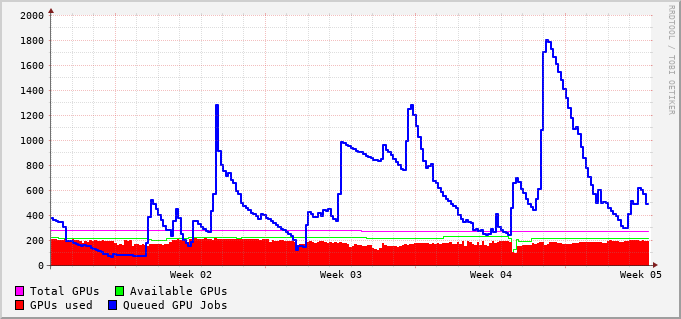 2000
1800
1600
1400
1200
1000
800
600
400
200
0
Week 02 Week 03 Week 04 Week 05
Total GPUs Available GPUs
GPUs used Queued GPU Jobs
RRDTOOL / TOBI OETIKER